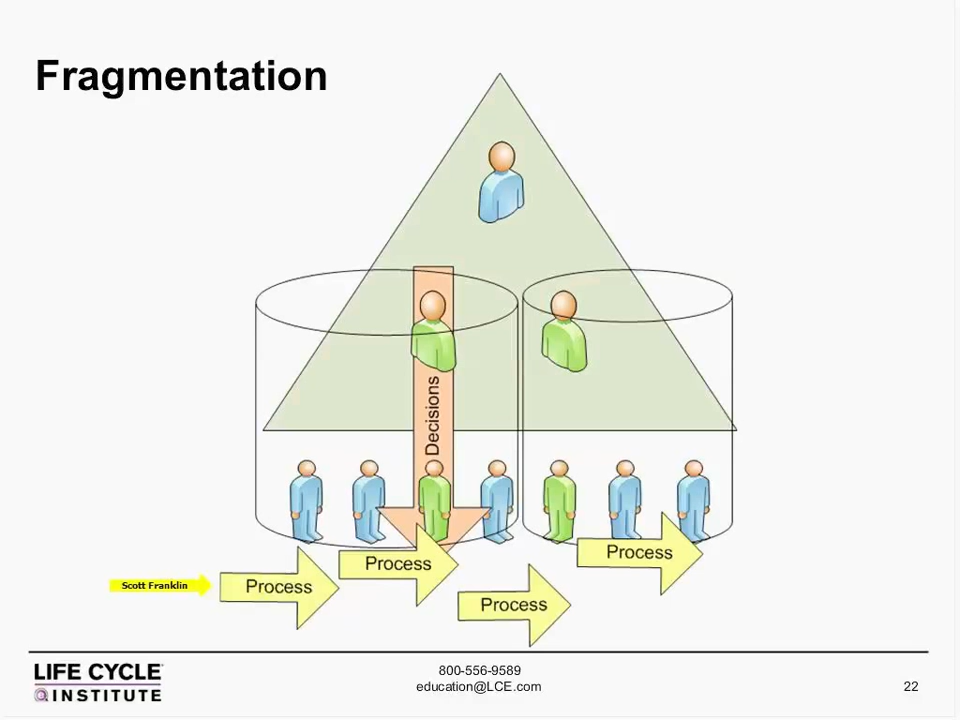 Fragmentation
Decisions
Process
Process
Scott Franklin
Process
Process
LIFE CYCLE
INSTITUTE
800-556-9589
education@LCE.com
22